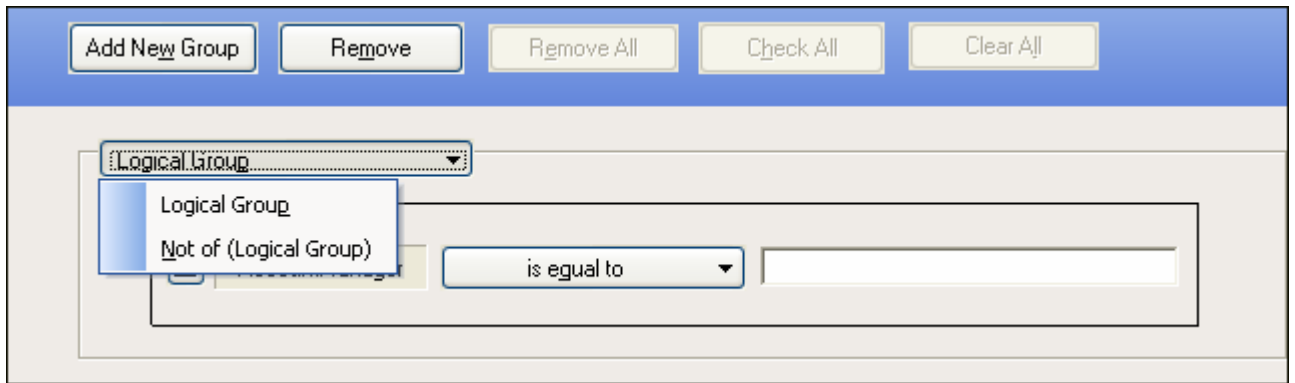 Add New Group Remove Remove All Check All Clear All
Logical Group
Logical Group
Not of (Logical Group)
is equal to